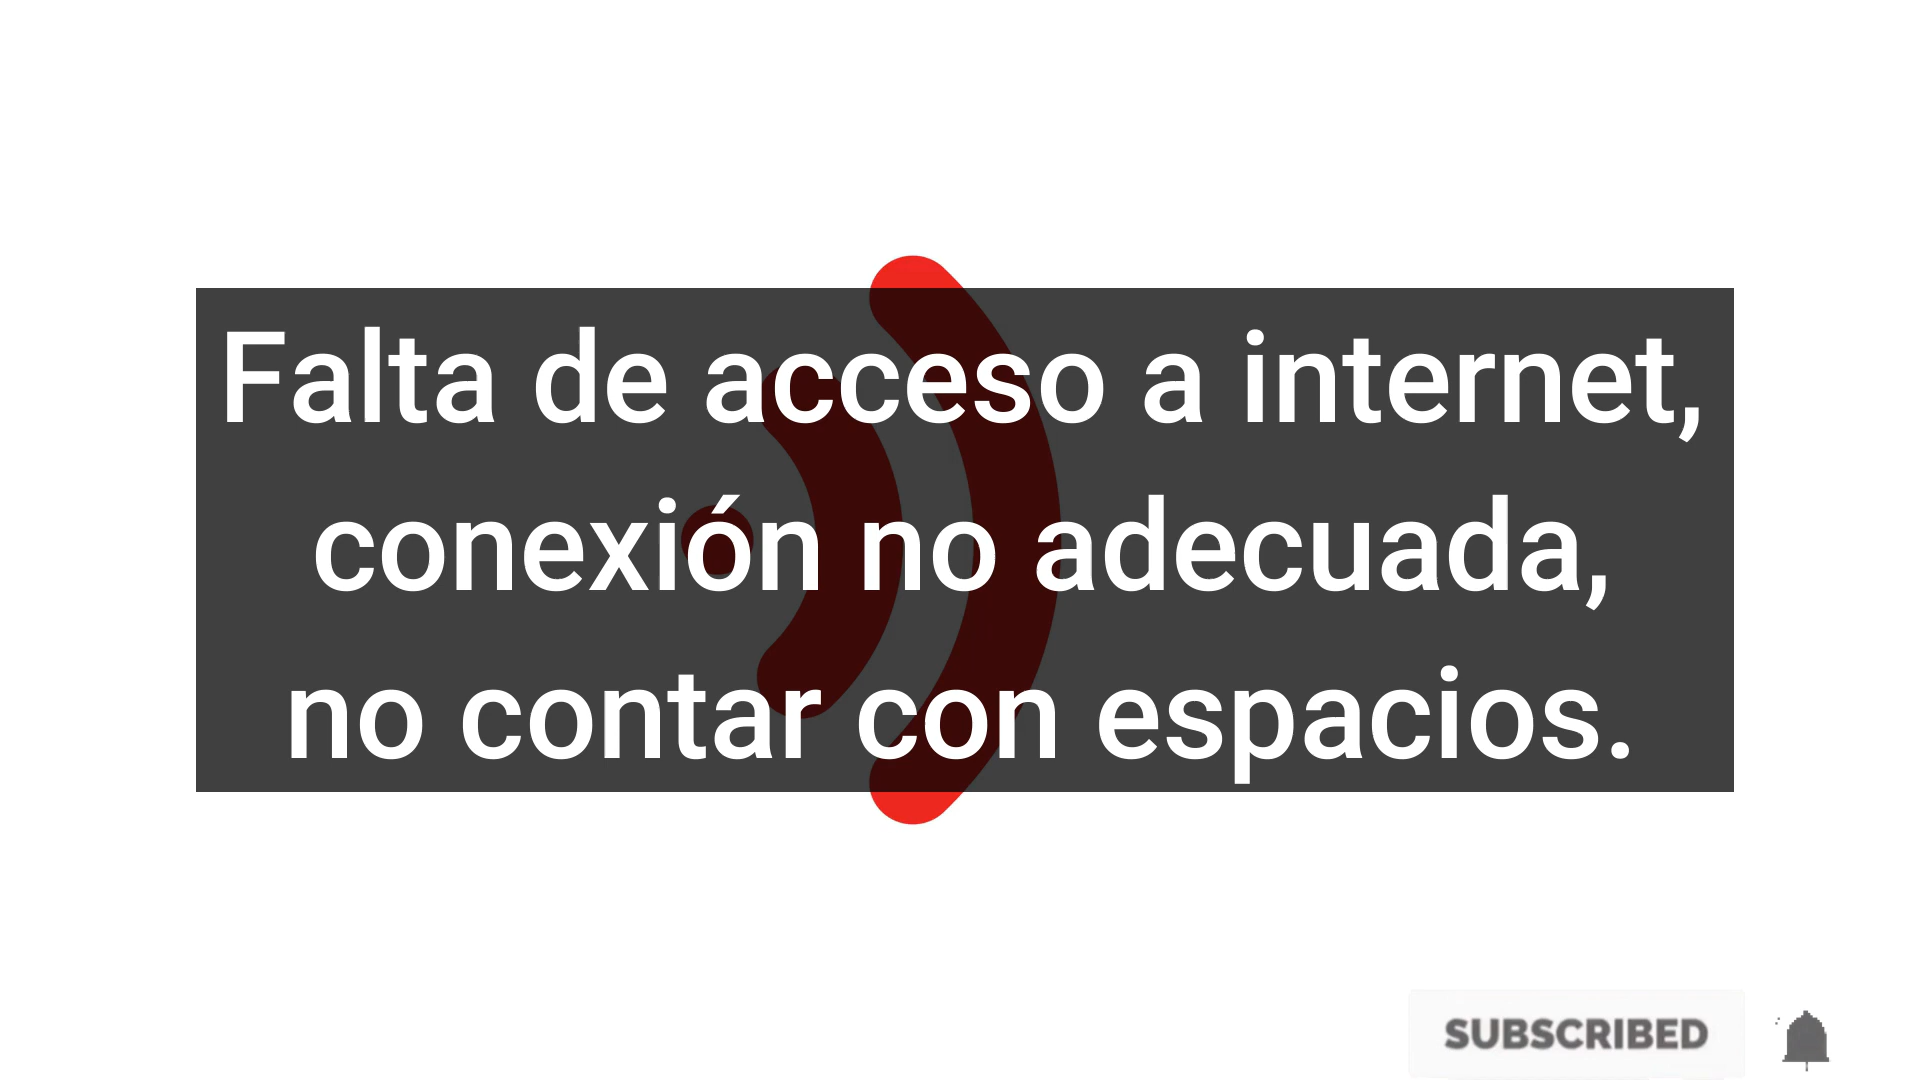 Falta de acceso a internet,
conexión no adecuada,
no contar con espacios.
SUBSCRIBED